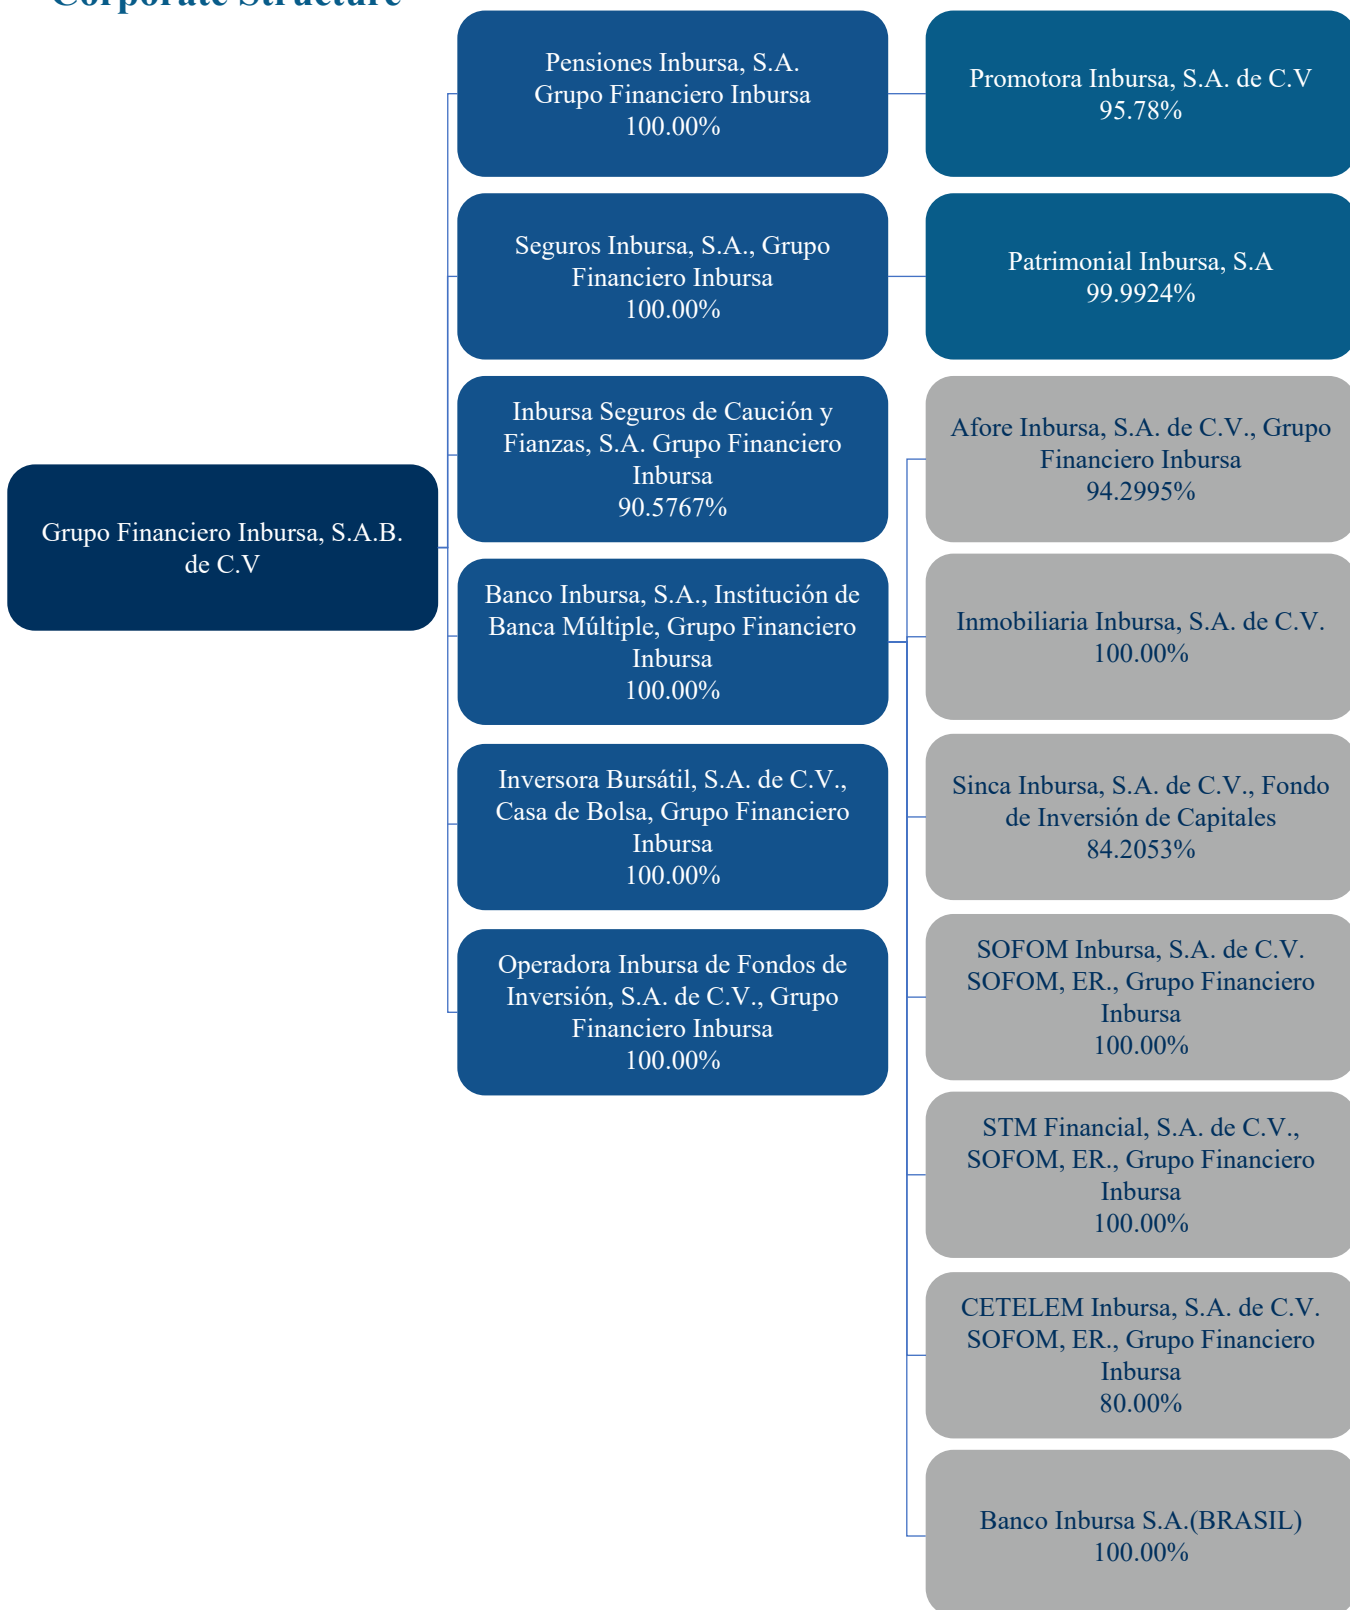 Corporate Structure
Pensiones Inbursa, S.A.
Grupo Financiero Inbursa
100.00%
Promotora Inbursa, S.A. de C.V
95.78%
Seguros Inbursa, S.A., Grupo
Financiero Inbursa
100.00%
Patrimonial Inbursa, S.A
99.9924%
Inbursa Seguros de Caución y
Fianzas, S.A. Grupo Financiero
Inbursa
90.5767%
Grupo Financiero Inbursa, S.A.B.
de C.V
Banco Inbursa, S.A., Institución de
Banca Múltiple, Grupo Financiero
Inbursa
100.00%
Inversora Bursátil, S.A. de C.V.,
Casa de Bolsa, Grupo Financiero
Inbursa
100.00%
Operadora Inbursa de Fondos de
Inversión, S.A. de C.V., Grupo
Financiero Inbursa
100.00%
Afore Inbursa, S.A. de C.V., Grupo
Financiero Inbursa
94.2995%
Inmobiliaria Inbursa, S.A. de C.V.
100.00%
Sinca Inbursa, S.A. de C.V., Fondo
de Inversión de Capitales
84.2053%
SOFOM Inbursa, S.A. de C.V.
SOFOM, ER., Grupo Financiero
Inbursa
100.00%
STM Financial, S.A. de C.V.,
SOFOM, ER., Grupo Financiero
Inbursa
100.00%
CETELEM Inbursa, S.A. de C.V.
SOFOM, ER., Grupo Financiero
Inbursa
80.00%
Banco Inbursa S.A.(BRASIL)
100.00%